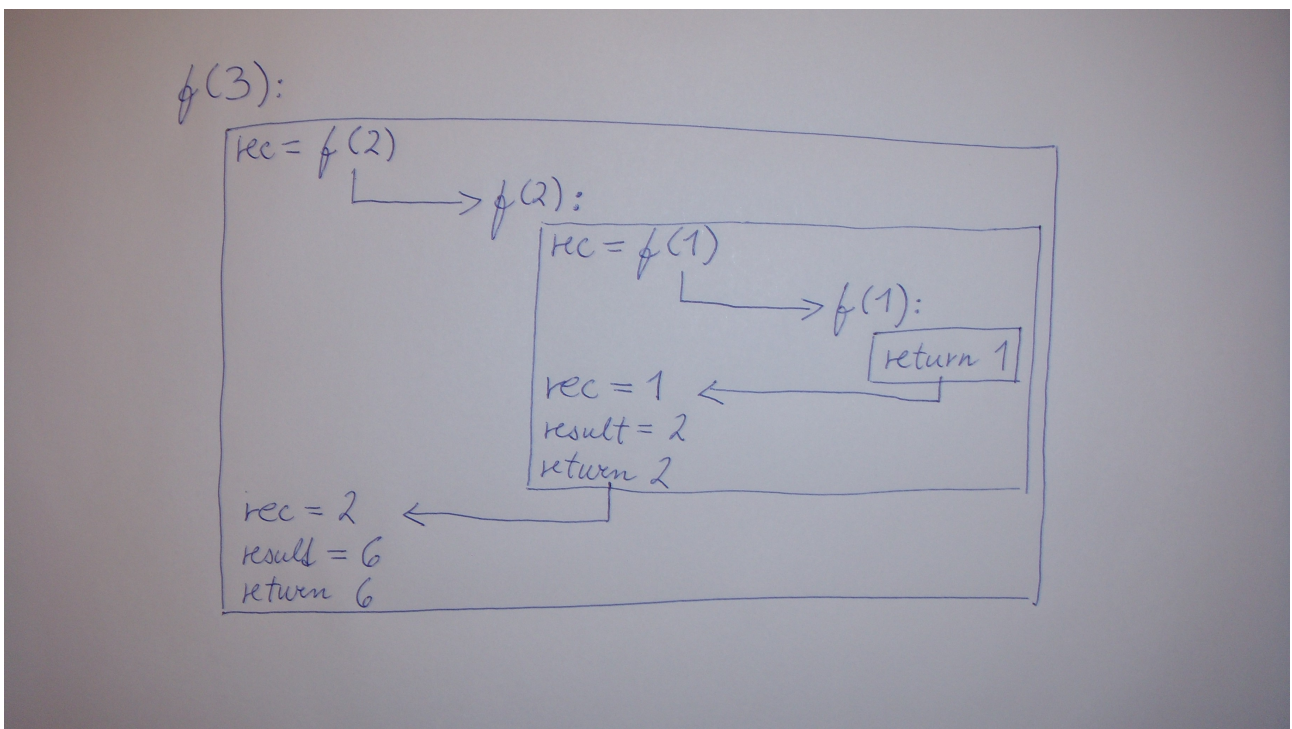 f(3):
rec = f(2)
f(2):
rec = f(1)
f(1):
return 1
rec = 1
result = 2
return 2
rec = 2
result = 6
return 6